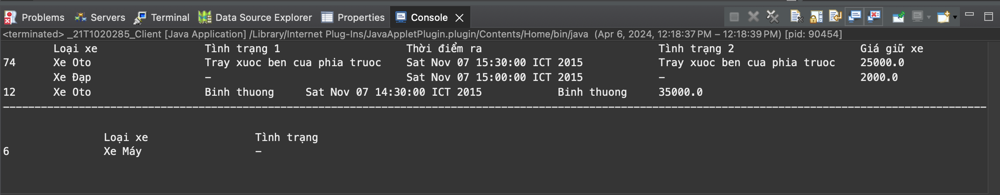 Problems Servers Terminal Data Source Explorer Properties Console
<terminated> _21T1020285_Client [Java Application] /Library/Internet Plug-Ins/JavaAppletPlugin.plugin/Contents/Home/bin/java (Apr 6, 2024, 12:18:37 PM – 12:18:39 PM) [pid: 90454]
Loại xe Tình trạng 1 Thời điểm ra Tình trạng 2 Giá giữ xe
74 Xe Oto Tray xuoc ben cua phia truoc Sat Nov 07 15:30:00 ICT 2015 Tray xuoc ben cua phia truoc 25000.0
Xe Đạp - Sat Nov 07 15:00:00 ICT 2015 - 2000.0
12 Xe Oto Binh thuong Sat Nov 07 14:30:00 ICT 2015 Binh thuong 35000.0
------------------------------------------------------------------------------------------------------------------------------------------------------------
Loại xe Tình trạng
6 Xe Máy -